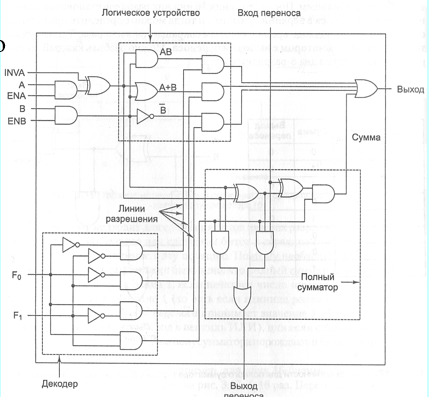 Логическое устройство
Вход переноса
о
INVA
A
ENA
B
ENB
AB
A+B
B̅
Выход
Сумма
Линии
разрешения
Полный
сумматор
F₀
F₁
Декодер
Выход
переноса